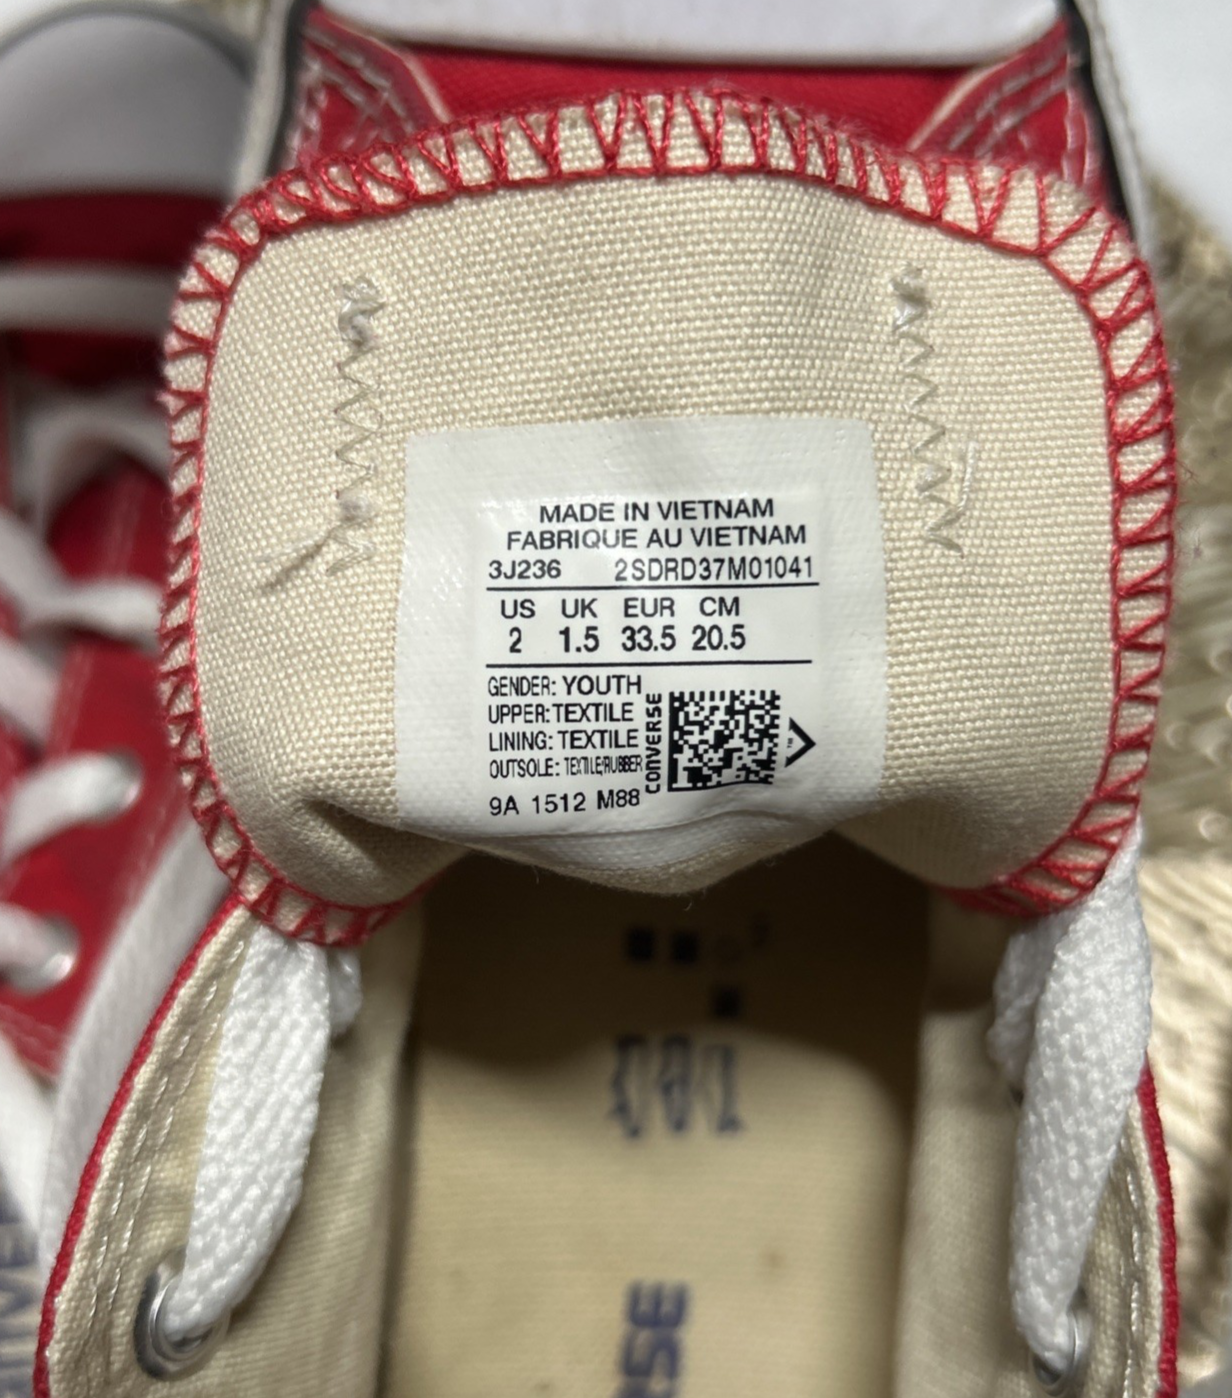 MADE IN VIETNAM
FABRIQUE AU VIETNAM
3J236 2SDRD37M01041
US UK EUR CM
2 1.5 33.5 20.5
GENDER: YOUTH
UPPER: TEXTILE
LINING: TEXTILE
OUTSOLE: TEXTILE/RUBBER
CONVERSE
™
9A 1512 M88